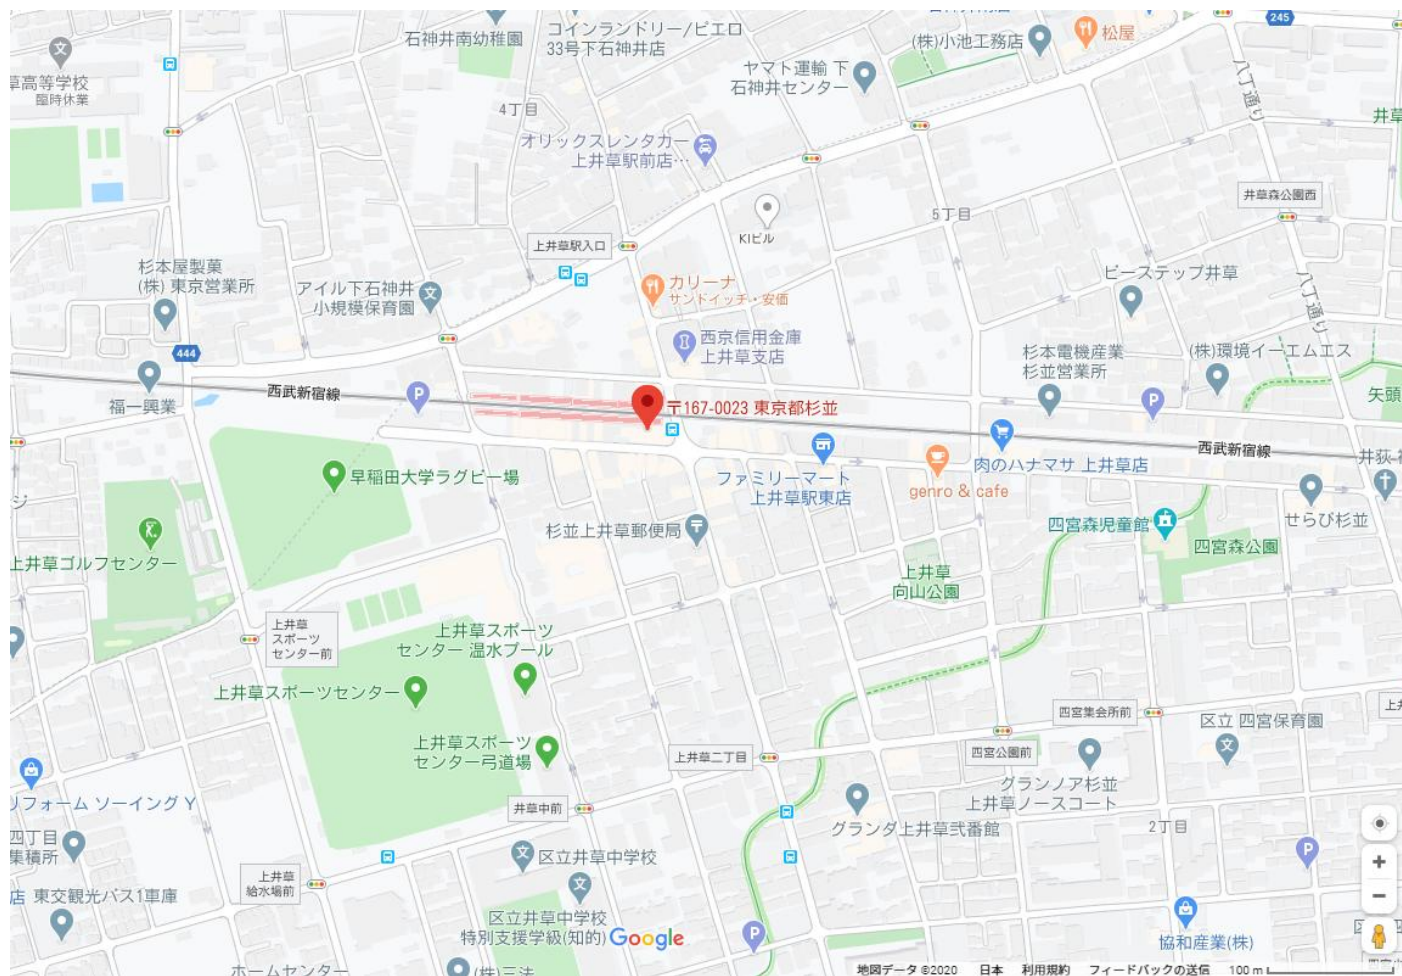 245
石神井南幼稚園
コインランドリー/ピエロ
33号下石神井店
(株)小池工務店
松屋
草高等学校
臨時休業
ヤマト運輸 下
石神井センター
八丁通り
4丁目
井草
オリックスレンタカー
上井草駅前店…
井草森公園西
5丁目
KIビル
上井草駅入口
杉本屋製菓
(株) 東京営業所
アイル下石神井
小規模保育園
カリーナ
サンドイッチ・安価
ビーステップ井草
八丁通り
西京信用金庫
上井草支店
444
杉本電機産業
杉並営業所
(株)環境イーエムエス
西武新宿線
福一興業
P
〒167-0023 東京都杉並
P
矢頭
西武新宿線
早稲田大学ラグビー場
ファミリーマート
上井草駅東店
genro & cafe
肉のハナマサ 上井草店
井荻
ジ
せらび杉並
杉並上井草郵便局
四宮森児童館
四宮森公園
上井草ゴルフセンター
上井草
向山公園
上井草
スポーツ
センター前
上井草スポーツ
センター 温水プール
上井草スポーツセンター
四宮集会所前
上井
区立 四宮保育園
上井草スポーツ
センター弓道場
上井草二丁目
四宮公園前
グランノア杉並
上井草ノースコート
リフォーム ソーイング Y
井草中前
グランダ上井草弐番館
2丁目
四丁目
集積所
区立井草中学校
P
上井草
給水場前
店
東交観光バス1車庫
区立井草中学校
特別支援学級(知的)
Google
P
協和産業(株)
ホームセンター
(株)三法
地図データ ©2020 日本 利用規約 フィードバックの送信 100 m